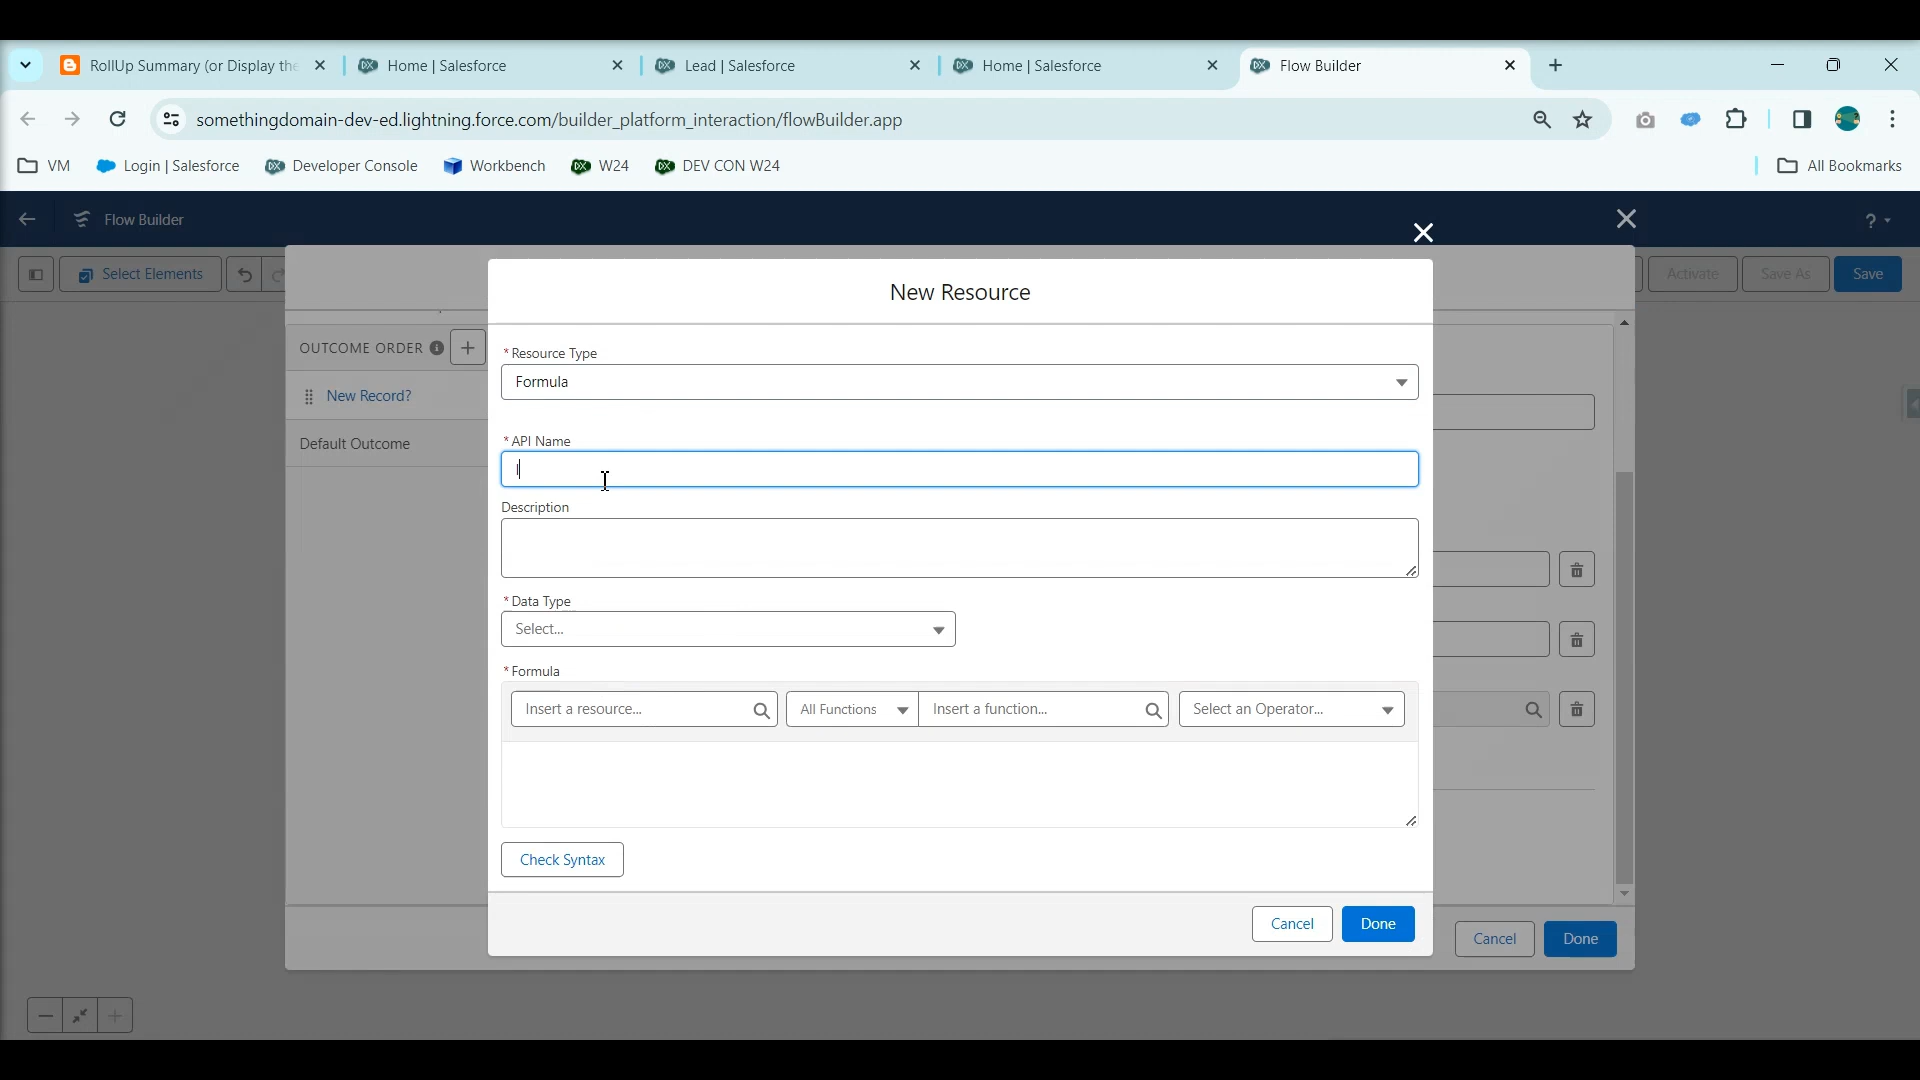 RollUp Summary (or Display the
Home | Salesforce
Lead | Salesforce
Home | Salesforce
Flow Builder
somethingdomain-dev-ed.lightning.force.com/builder_platform_interaction/flowBuilder.app
VM
Login | Salesforce
Developer Console
Workbench
W24
DEV CON W24
All Bookmarks
Flow Builder
?
Select Elements
Activate
Save As
Save
New Resource
OUTCOME ORDER
New Record?
Default Outcome
* Resource Type
Formula
* API Name
I
Description
* Data Type
Select...
* Formula
Insert a resource...
All Functions
Insert a function...
Select an Operator...
Check Syntax
Cancel
Done
Cancel
Done